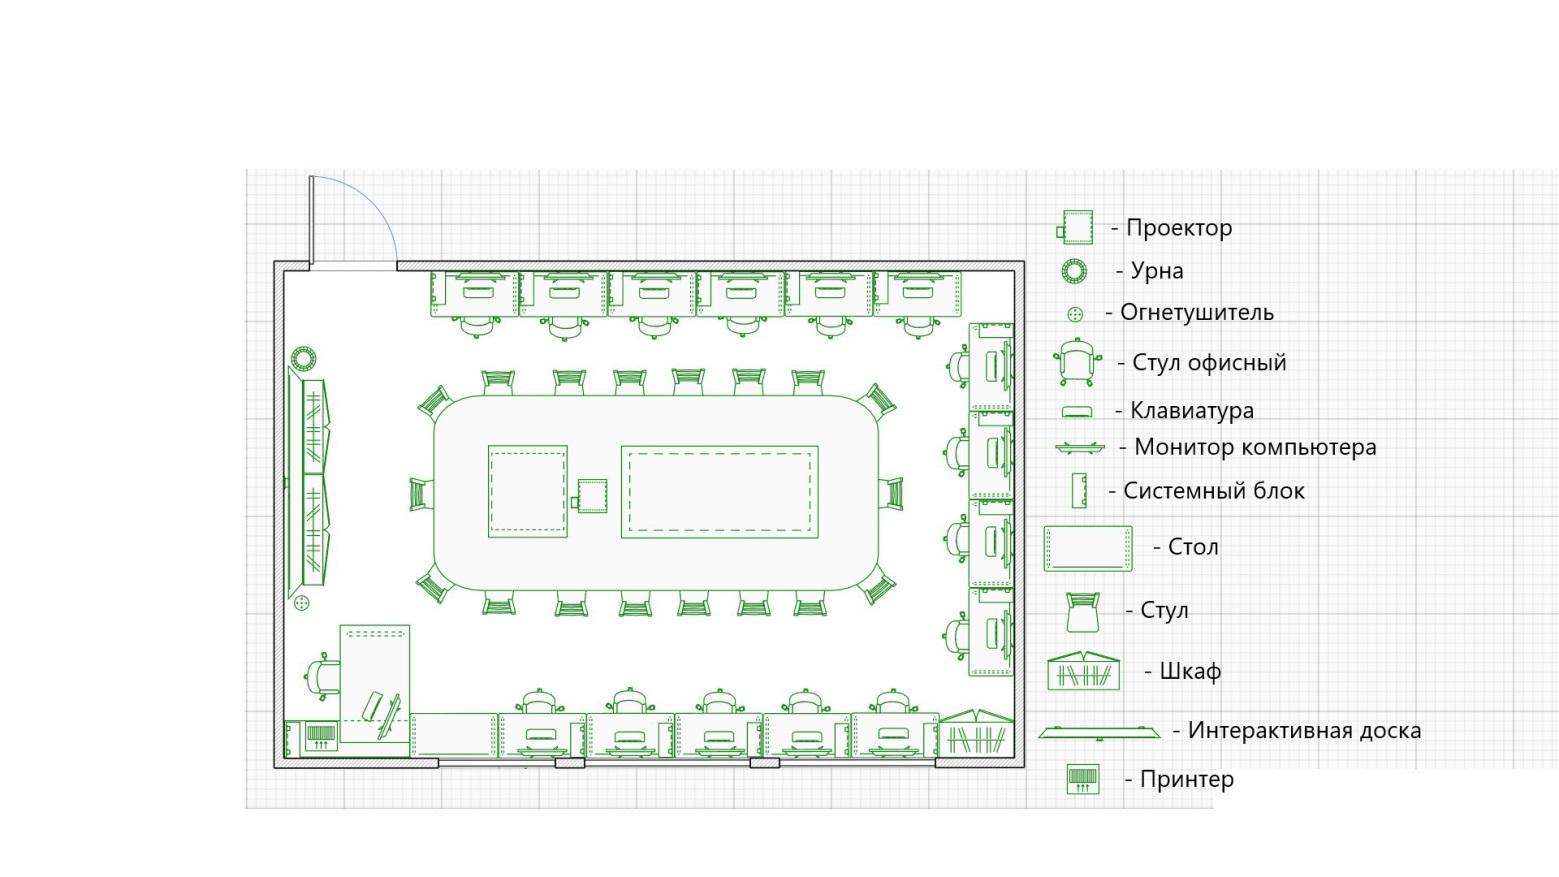 - Проектор
- Урна
- Огнетушитель
- Стул офисный
- Клавиатура
- Монитор компьютера
- Системный блок
- Стол
- Стул
- Шкаф
- Интерактивная доска
- Принтер